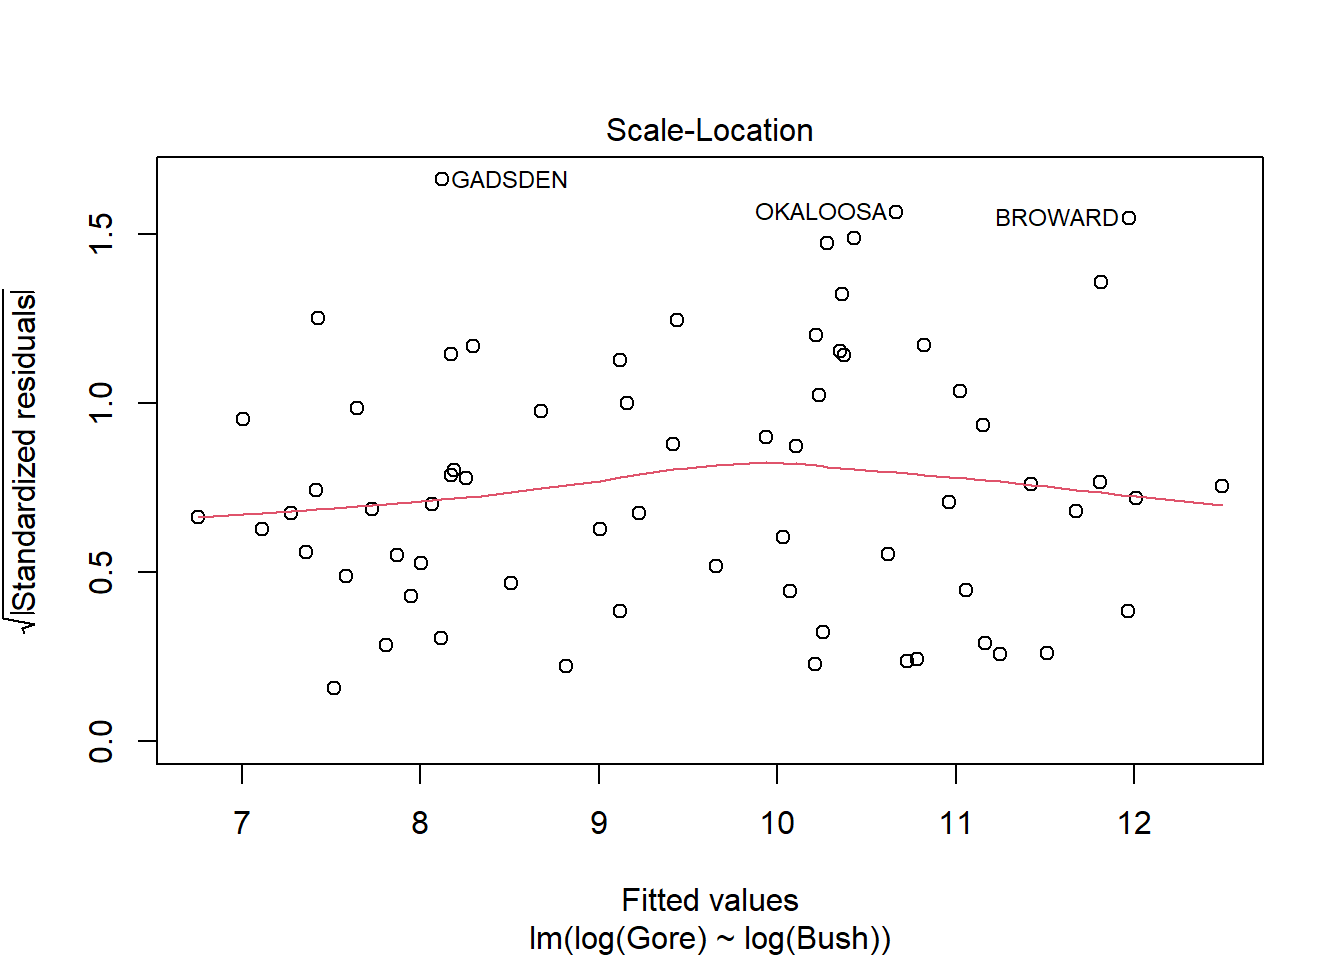 Scale-Location
GADSDEN
OKALOOSA
BROWARD
√|Standardized residuals|
1.5
1.0
0.5
0.0
7 8 9 10 11 12
Fitted values
lm(log(Gore) ~ log(Bush))